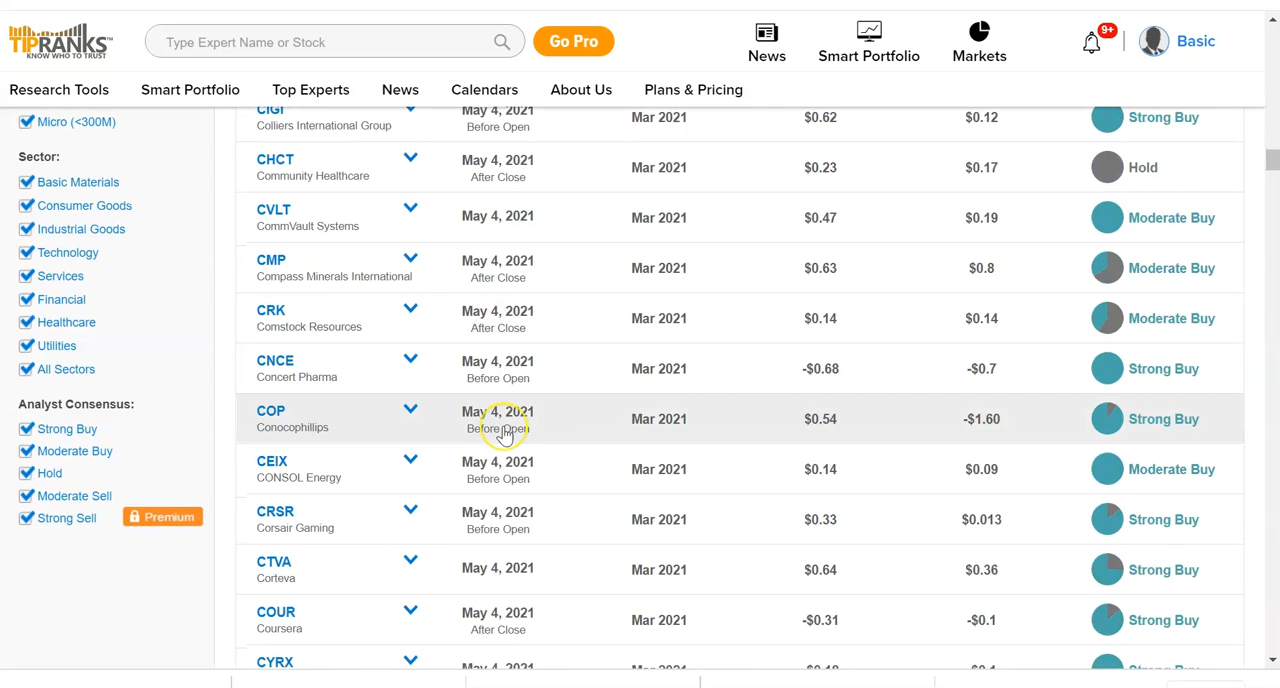 TIPRANKS
KNOW WHO TO TRUST
Type Expert Name or Stock
Go Pro
News
Smart Portfolio
Markets
9+
Basic
Research Tools
Smart Portfolio
Top Experts
News
Calendars
About Us
Plans & Pricing
Micro (<300M)
Sector:
Basic Materials
Consumer Goods
Industrial Goods
Technology
Services
Financial
Healthcare
Utilities
All Sectors
Analyst Consensus:
Strong Buy
Moderate Buy
Hold
Moderate Sell
Strong Sell
Premium
CIGI
Colliers International Group
May 4, 2021
Before Open
Mar 2021
$0.62
$0.12
Strong Buy
CHCT
Community Healthcare
May 4, 2021
After Close
Mar 2021
$0.23
$0.17
Hold
CVLT
CommVault Systems
May 4, 2021
Mar 2021
$0.47
$0.19
Moderate Buy
CMP
Compass Minerals International
May 4, 2021
After Close
Mar 2021
$0.63
$0.8
Moderate Buy
CRK
Comstock Resources
May 4, 2021
After Close
Mar 2021
$0.14
$0.14
Moderate Buy
CNCE
Concert Pharma
May 4, 2021
Before Open
Mar 2021
-$0.68
-$0.7
Strong Buy
COP
Conocophillips
May 4, 2021
Before Open
Mar 2021
$0.54
-$1.60
Strong Buy
CEIX
CONSOL Energy
May 4, 2021
Before Open
Mar 2021
$0.14
$0.09
Moderate Buy
CRSR
Corsair Gaming
May 4, 2021
Before Open
Mar 2021
$0.33
$0.013
Strong Buy
CTVA
Corteva
May 4, 2021
Mar 2021
$0.64
$0.36
Strong Buy
COUR
Coursera
May 4, 2021
After Close
Mar 2021
-$0.31
-$0.1
Strong Buy
CYRX
May 4, 2021
Mar 2021